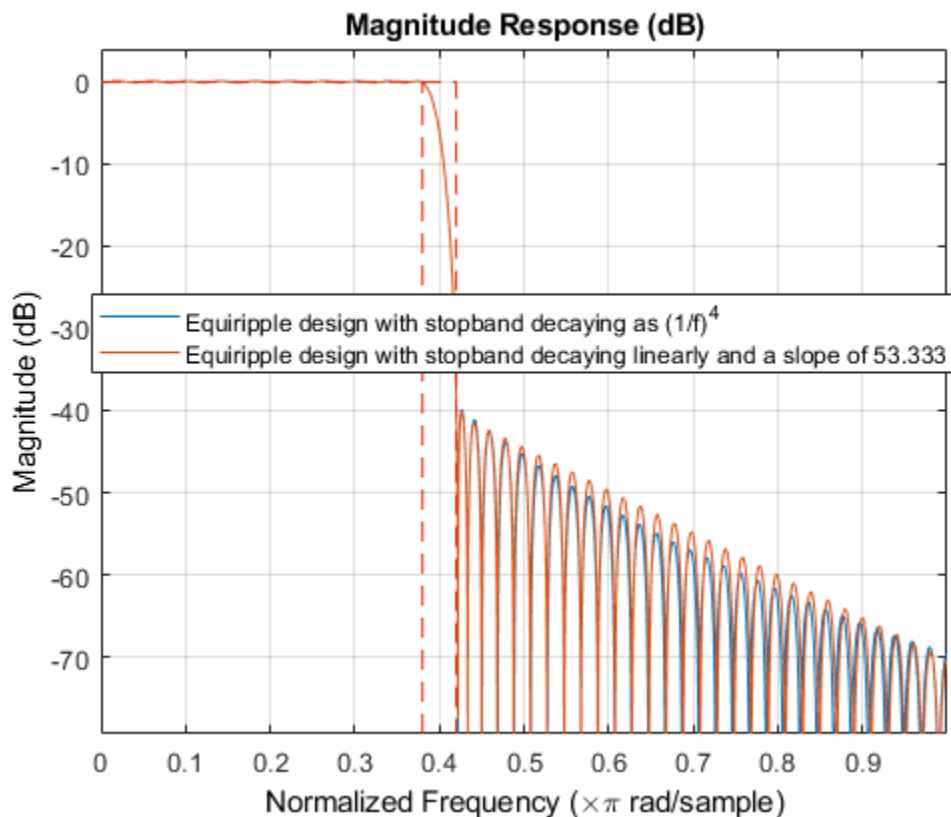 Magnitude Response (dB)
0
-10
-20
-30
-40
-50
-60
-70
Magnitude (dB)
Equiripple design with stopband decaying as (1/f)^4
Equiripple design with stopband decaying linearly and a slope of 53.333
0 0.1 0.2 0.3 0.4 0.5 0.6 0.7 0.8 0.9
Normalized Frequency (×π rad/sample)